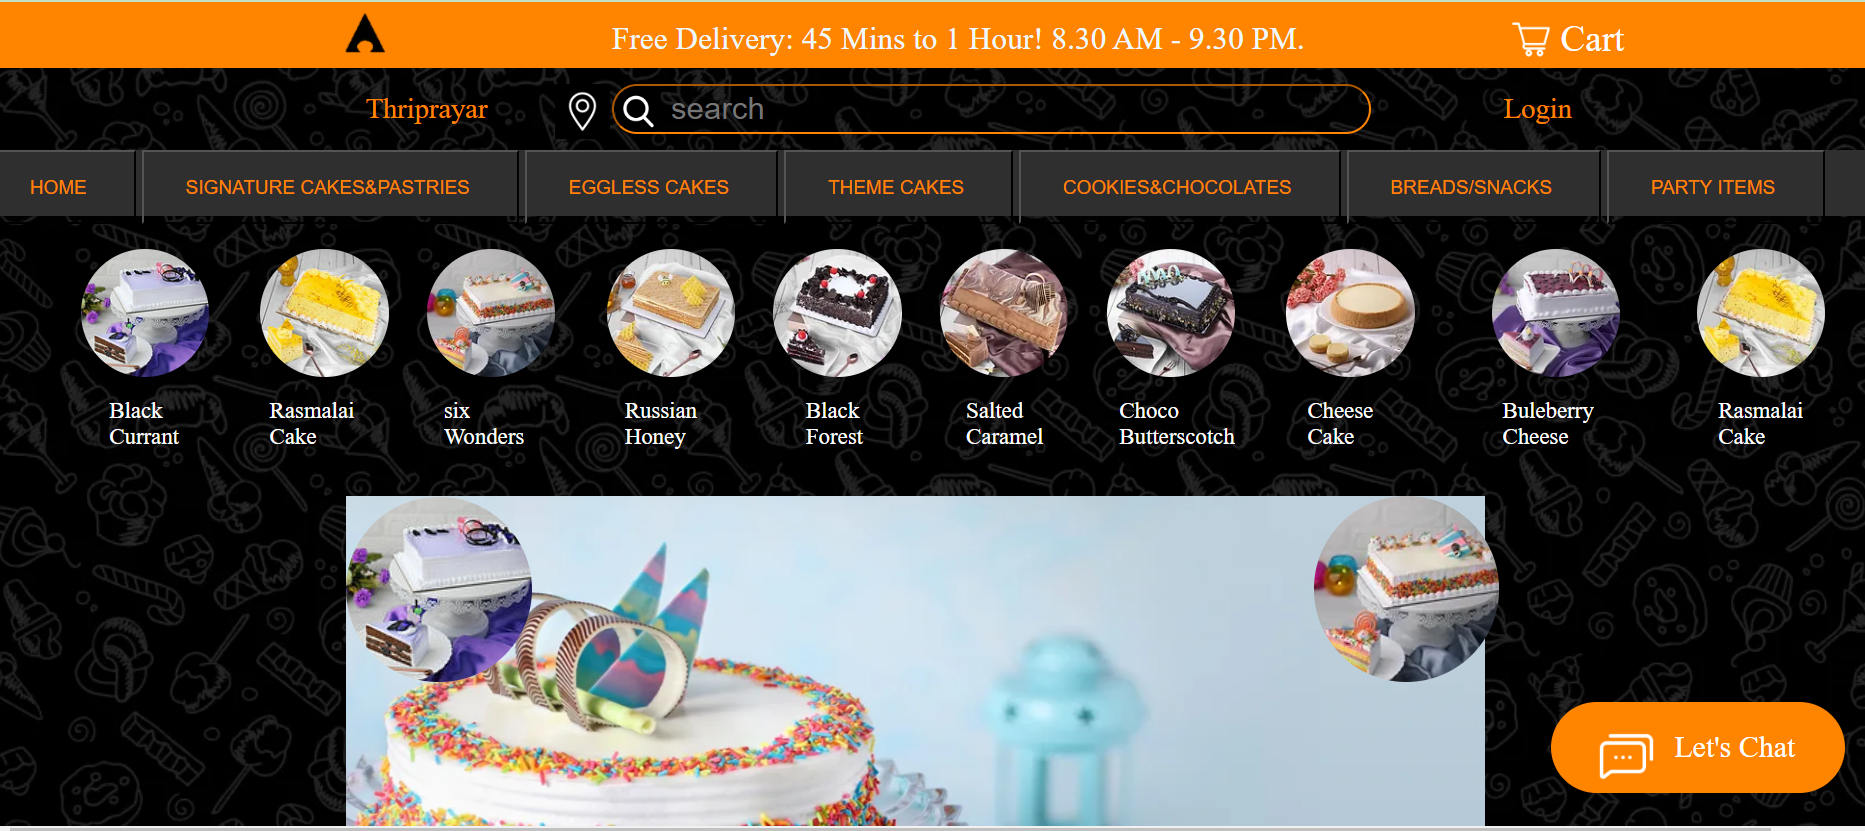 Free Delivery: 45 Mins to 1 Hour! 8.30 AM - 9.30 PM.
Cart
Thriprayar
search
Login
HOME
SIGNATURE CAKES&PASTRIES
EGGLESS CAKES
THEME CAKES
COOKIES&CHOCOLATES
BREADS/SNACKS
PARTY ITEMS
Black
Currant
Rasmalai
Cake
six
Wonders
Russian
Honey
Black
Forest
Salted
Caramel
Choco
Butterscotch
Cheese
Cake
Buleberry
Cheese
Rasmalai
Cake
Let's Chat